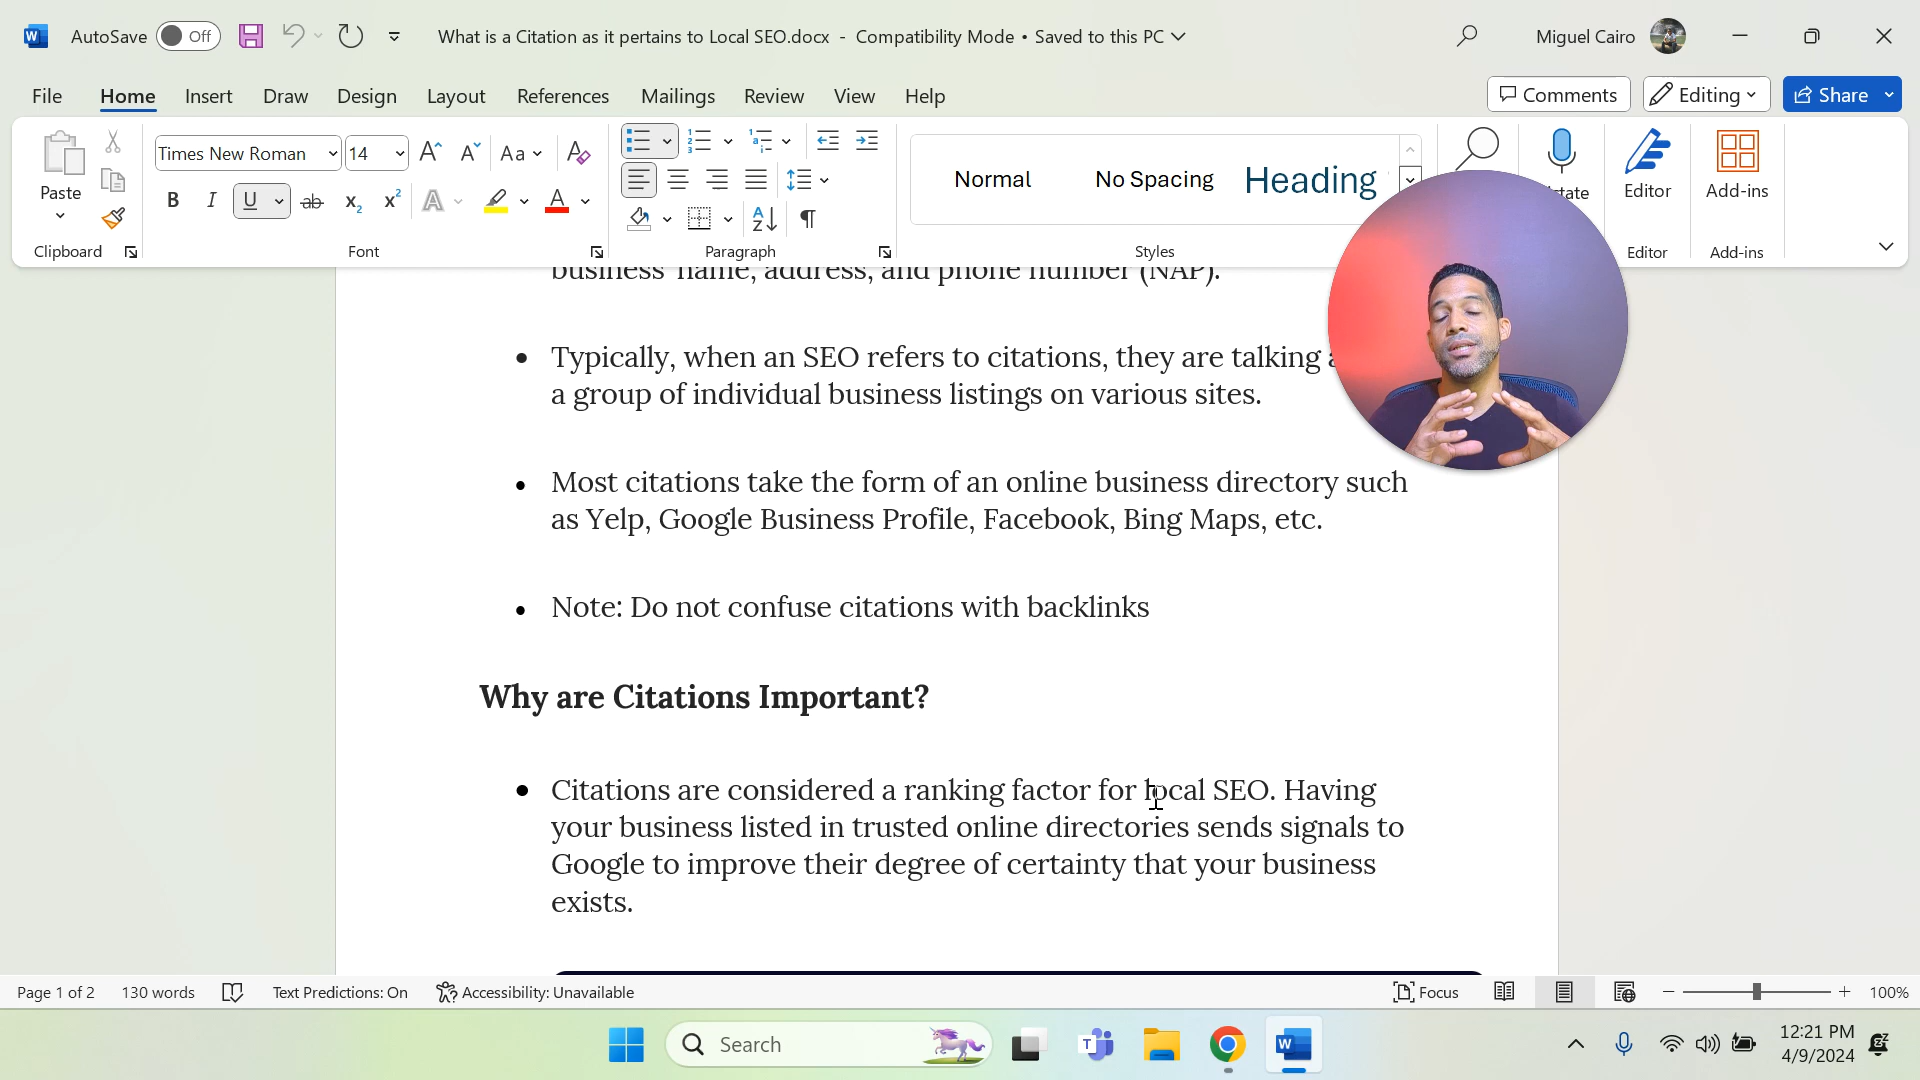 AutoSave Off What is a Citation as it pertains to Local SEO.docx - Compatibility Mode • Saved to this PC Miguel Cairo
File Home Insert Draw Design Layout References Mailings Review View Help Comments Editing Share
Times New Roman 14 Aa
Paste
B I U ab x₂ x² A A
Normal No Spacing Heading
Editor Add-ins
Clipboard Font Paragraph Styles Editor Add-ins
business' name, address, and phone number (NAP).
• Typically, when an SEO refers to citations, they are talking
a group of individual business listings on various sites.
• Most citations take the form of an online business directory such
as Yelp, Google Business Profile, Facebook, Bing Maps, etc.
• Note: Do not confuse citations with backlinks
Why are Citations Important?
• Citations are considered a ranking factor for local SEO. Having
your business listed in trusted online directories sends signals to
Google to improve their degree of certainty that your business
exists.
Page 1 of 2 130 words Text Predictions: On Accessibility: Unavailable Focus 100%
Search
12:21 PM
4/9/2024